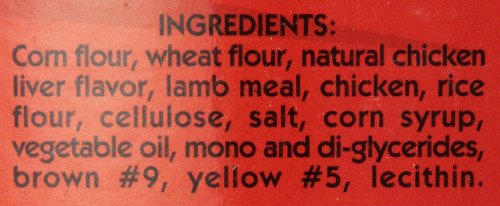 INGREDIENTS:
Corn flour, wheat flour, natural chicken
liver flavor, lamb meal, chicken, rice
flour, cellulose, salt, corn syrup,
vegetable oil, mono and di-glycerides,
brown #9, yellow #5, lecithin.